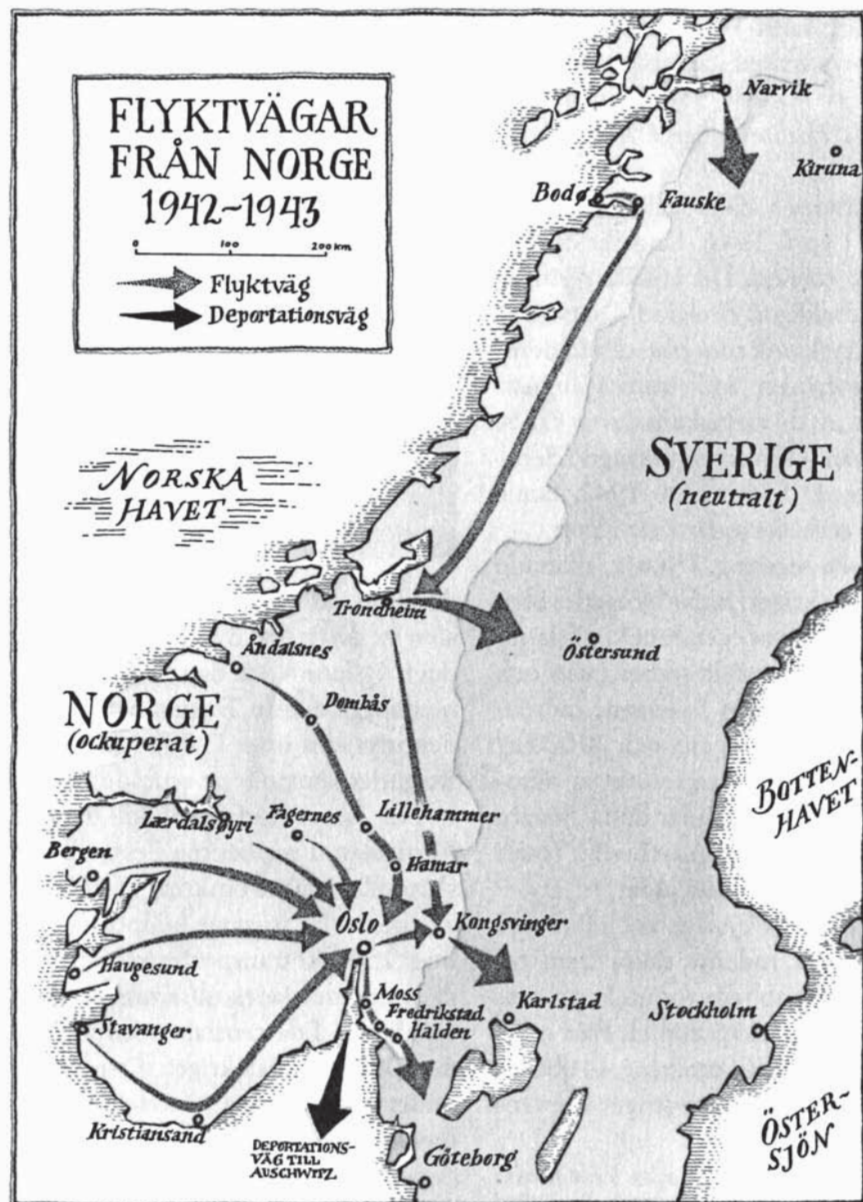 FLYKTVÄGAR
FRÅN NORGE
1942-1943
0 100 200 km.
Flyktväg
Deportationsväg
Narvik
Kiruna
Bodø
Fauske
NORSKA
HAVET
SVERIGE
(neutralt)
Trondheim
Östersund
Åndalsnes
Dombås
NORGE
(ockuperat)
BOTTEN-
HAVET
Lærdalsøyri
Fagernes
Lillehammer
Bergen
Hamar
Oslo
Kongsvinger
Haugesund
Moss
Fredrikstad
Halden
Karlstad
Stockholm
Stavanger
Kristiansand
DEPORTATIONS-
VÄG TILL
AUSCHWITZ
Göteborg
ÖSTER-
SJÖN